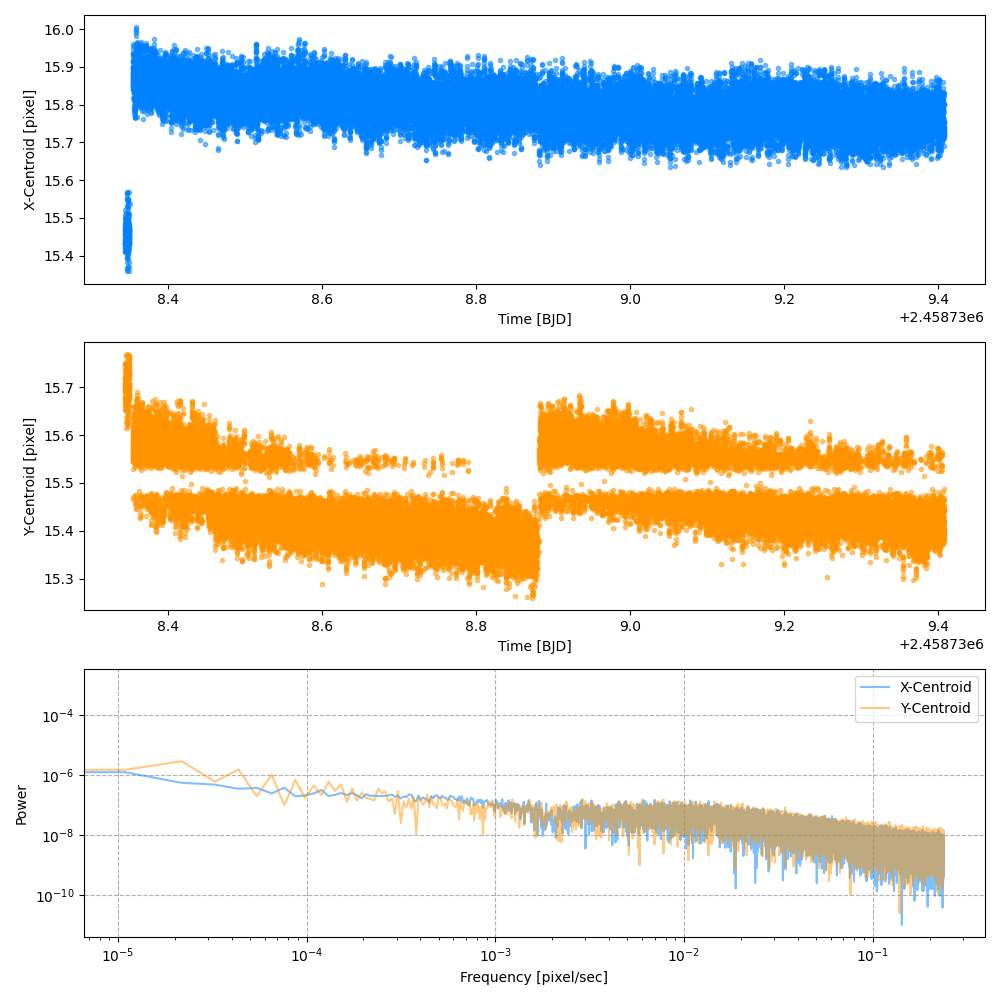 16.0
15.9
15.8
15.7
15.6
15.5
15.4
X-Centroid [pixel]
8.4 8.6 8.8 9.0 9.2 9.4
Time [BJD]
+2.45873e6
15.7
15.6
15.5
15.4
15.3
Y-Centroid [pixel]
8.4 8.6 8.8 9.0 9.2 9.4
Time [BJD]
+2.45873e6
X-Centroid
Y-Centroid
10⁻⁴
10⁻⁶
10⁻⁸
10⁻¹⁰
Power
10⁻⁵ 10⁻⁴ 10⁻³ 10⁻² 10⁻¹
Frequency [pixel/sec]